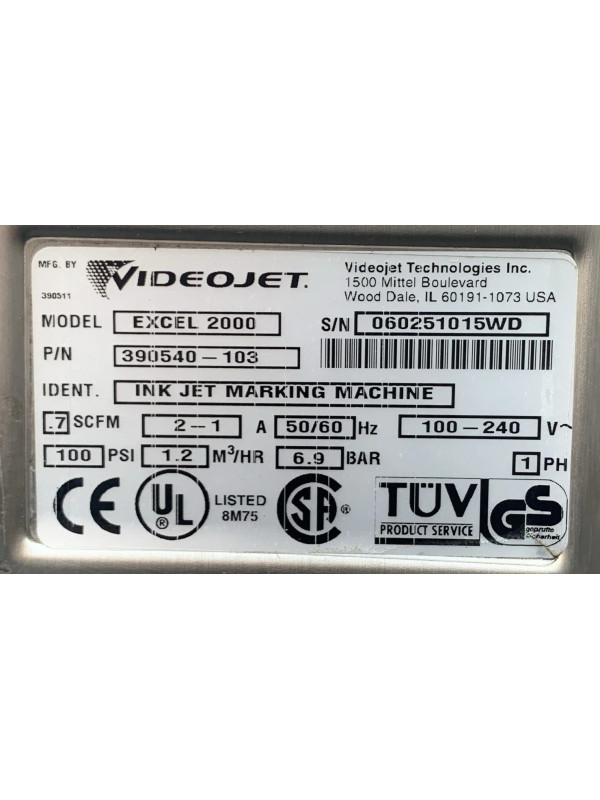 MFG. BY
VIDEOJET.
Videojet Technologies Inc.
1500 Mittel Boulevard
390511
Wood Dale, IL 60191-1073 USA
MODEL EXCEL 2000 S/N 060251015WD
P/N 390540-103
IDENT. INK JET MARKING MACHINE
.7 SCFM 2--1 A 50/60 Hz 100-240 V~
100 PSI 1.2 M³/HR 6.9 BAR 1 PH
CE
UL ®
LISTED
8M75
SA ®
TÜV
PRODUCT SERVICE
GS
geprüfte
Sicherheit